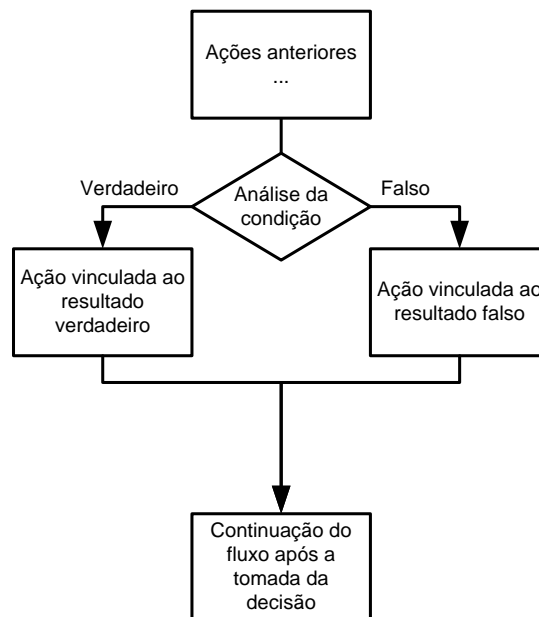 Ações anteriores
...
Verdadeiro
Análise da
condição
Falso
Ação vinculada ao
resultado
verdadeiro
Ação vinculada ao
resultado falso
Continuação do
fluxo após a
tomada da
decisão